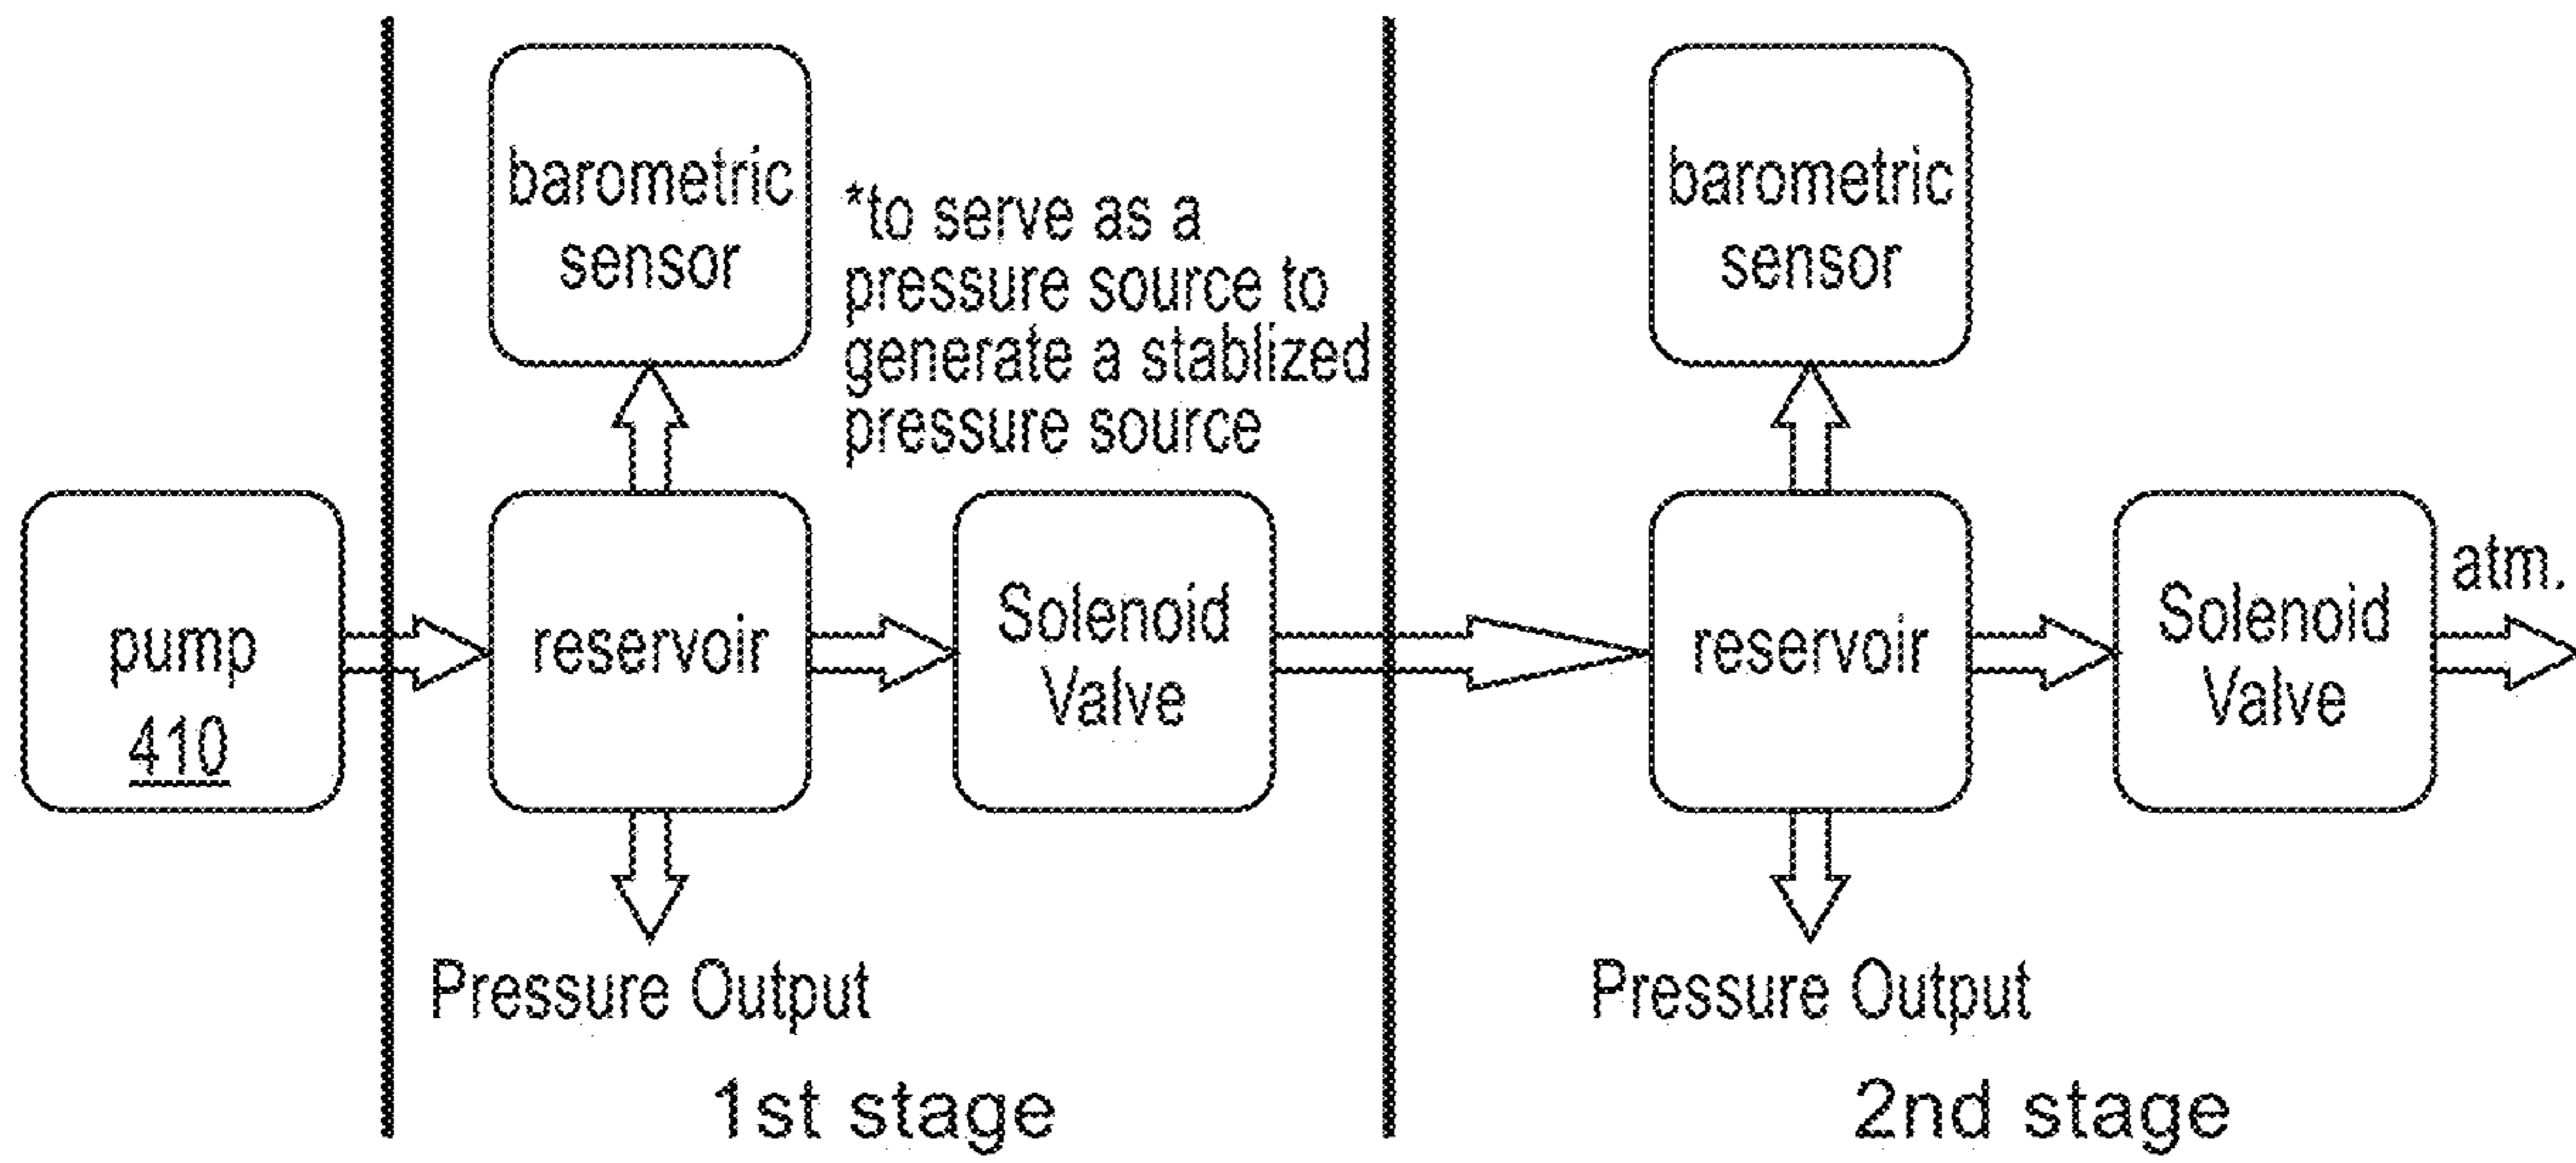 barometric
sensor
*to serve as a
pressure source to
generate a stablized
pressure source
barometric
sensor
pump
410
reservoir
Solenoid
Valve
reservoir
Solenoid
Valve
atm.
Pressure Output
Pressure Output
1st stage
2nd stage